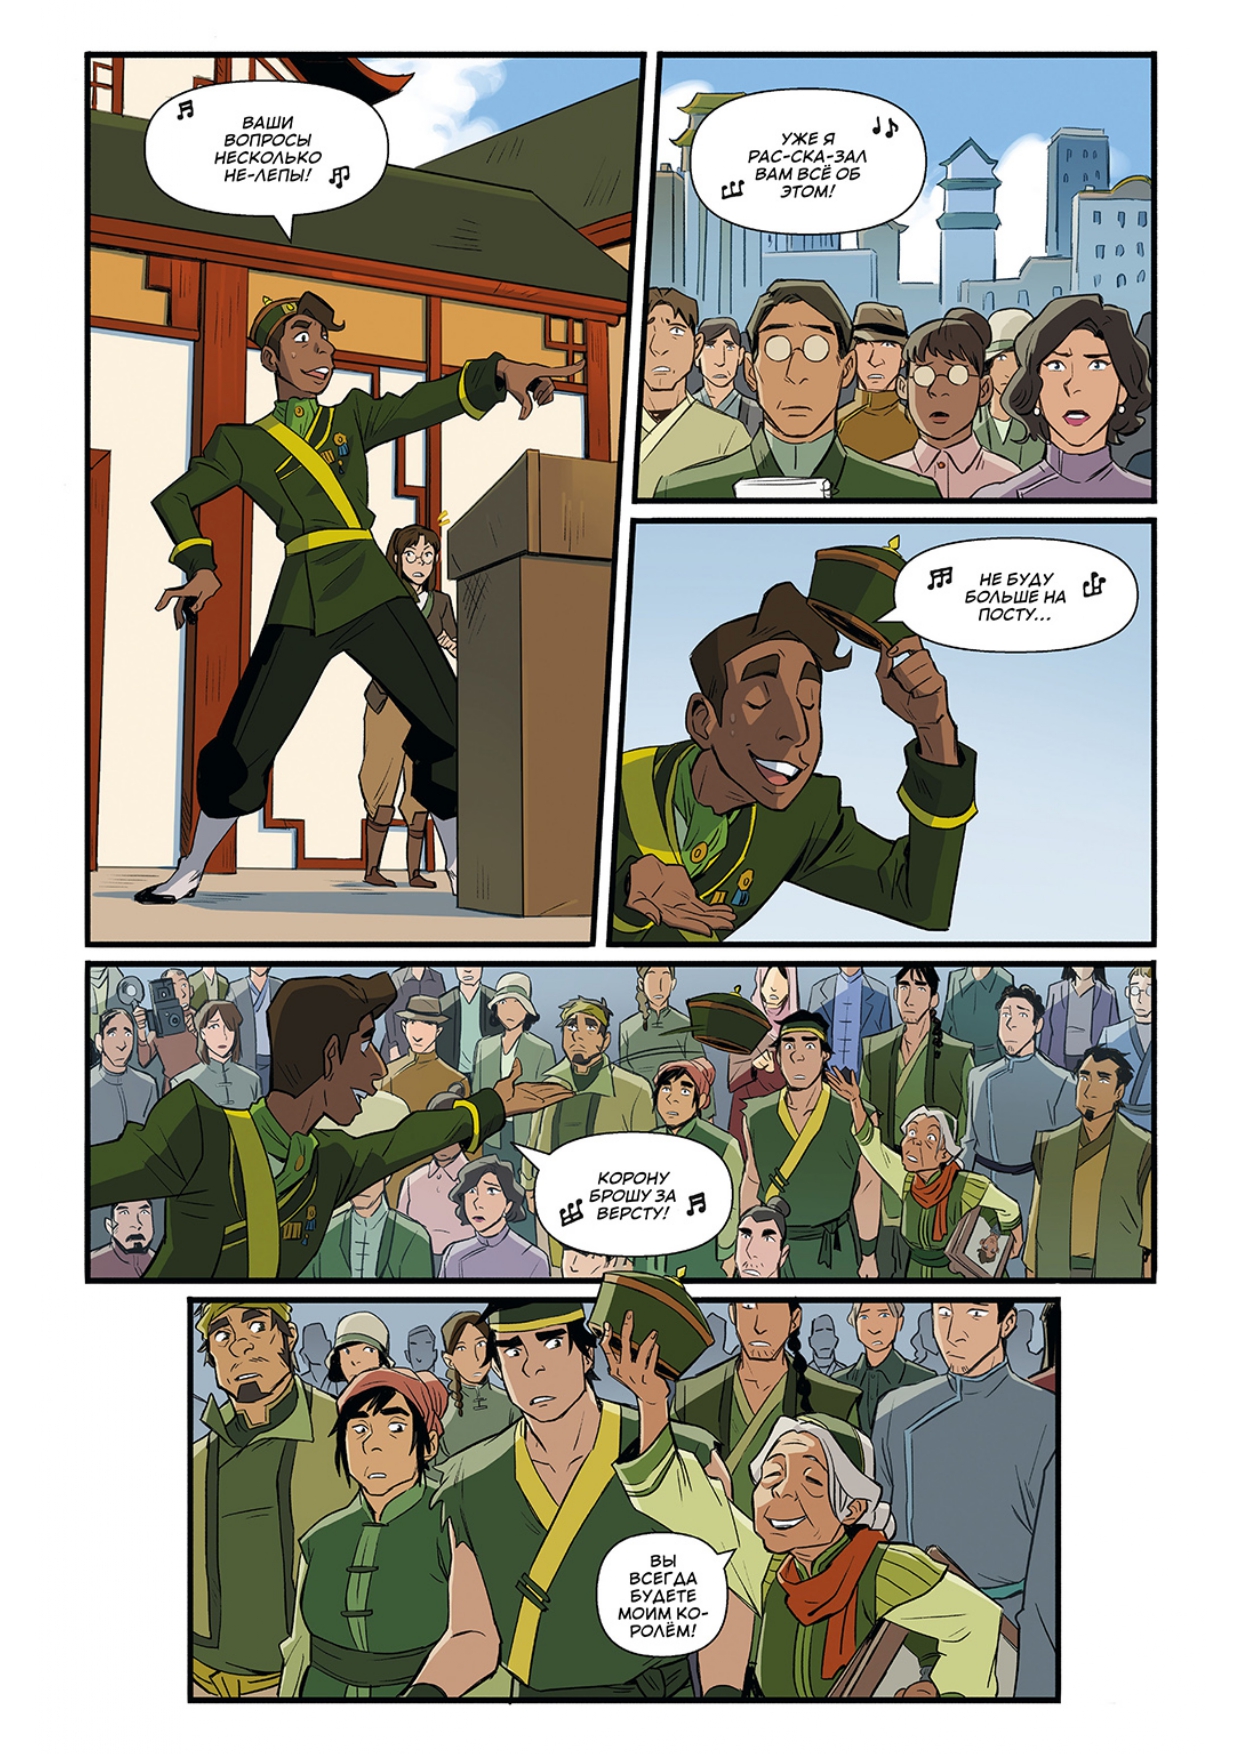 ВАШИ
ВОПРОСЫ
НЕСКОЛЬКО
НЕ-ЛЕПЫ!
УЖЕ Я
РАС-СКА-ЗАЛ
ВАМ ВСЁ ОБ
ЭТОМ!
НЕ БУДУ
БОЛЬШЕ НА
ПОСТУ...
КОРОНУ
БРОШУ ЗА
ВЕРСТУ!
ВЫ
ВСЕГДА
БУДЕТЕ
МОИМ КО-
РОЛЁМ!